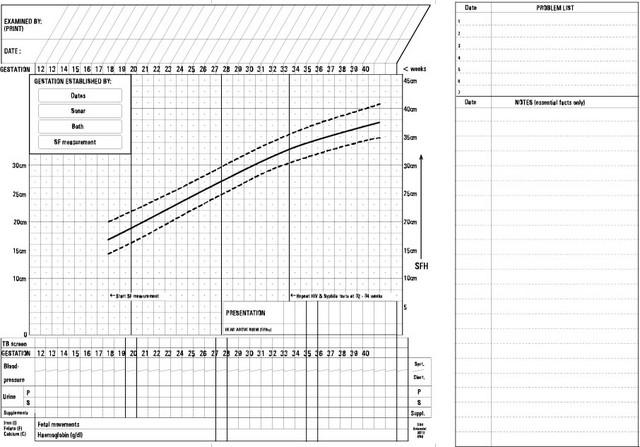 EXAMINED BY:
(PRINT)
DATE :
GESTATION 12 13 14 15 16 17 18 19 20 21 22 23 24 25 26 27 28 29 30 31 32 33 34 35 36 37 38 39 40 < weeks
GESTATION ESTABLISHED BY:
Dates
Sonar
Both
SF measurement
45cm
40cm
35cm
30cm 30cm
25cm 25cm
20cm 20cm
15cm 15cm
10cm 10cm
SFH
←Start SF measurement
←Repeat HIV & Syphilis tests at 32 - 34 weeks
5
PRESENTATION
HEAD ABOVE BRIM (fifths)
0
TB screen
GESTATION 12 13 14 15 16 17 18 19 20 21 22 23 24 25 26 27 28 29 30 31 32 33 34 35 36 37 38 39 40
Blood-
pressure
Syst.
Diast.
Urine
P P
S S
Supplements Suppl.
Iron (I)
Folate (F)
Calcium (C)
Fetal movements
Haemoglobin (g/dl)
Date PROBLEM LIST
1
2
3
4
5
6
7
Date NOTES (essential facts only)